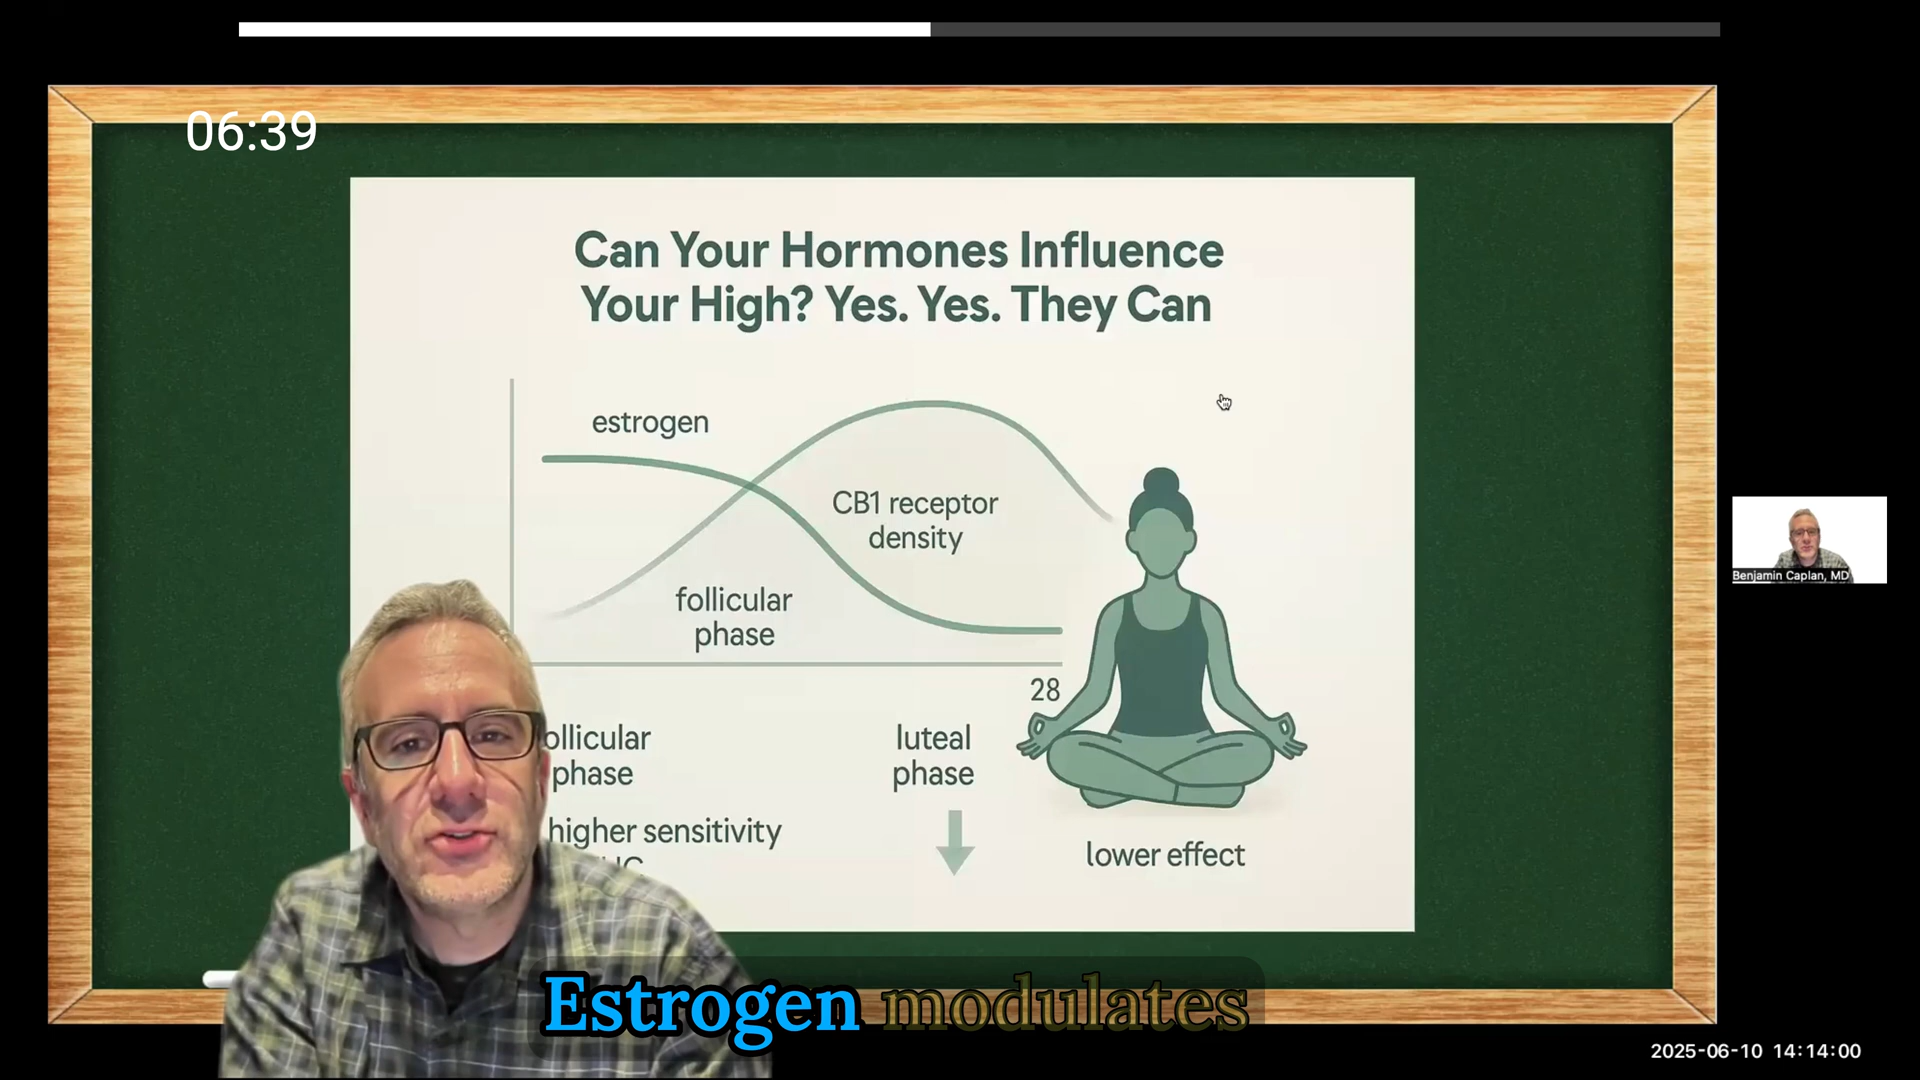 06:39
Can Your Hormones Influence
Your High? Yes. Yes. They Can
estrogen
CB1 receptor
density
follicular
phase
28
ollicular
phase
luteal
phase
higher sensitivity
lower effect
Benjamin Caplan, MD
Estrogen modulates
2025-06-10 14:14:00